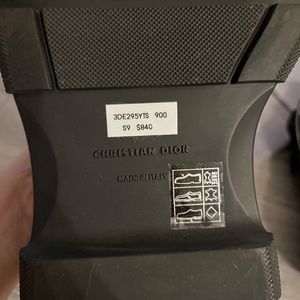 3DE295YTS 900
S9 $840
CHRISTIAN DIOR
MADE IN ITALY